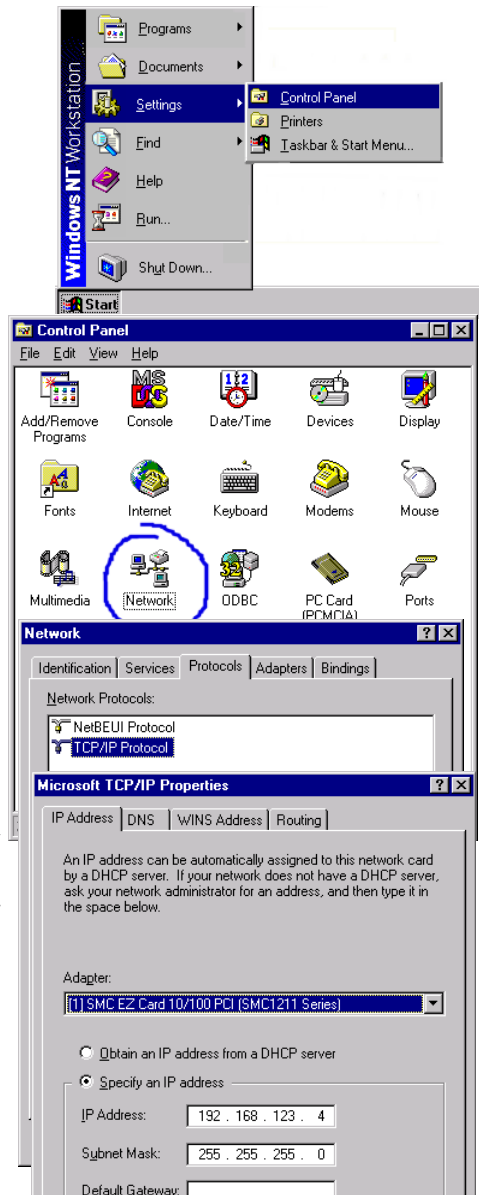 Programs
Documents
Settings
Control Panel
Printers
Taskbar & Start Menu...
Find
Help
Run...
Shut Down...
Windows NT Workstation
Start
Control Panel
File Edit View Help
Add/Remove Programs
Console
Date/Time
Devices
Display
Fonts
Internet
Keyboard
Modems
Mouse
Multimedia
Network
ODBC
PC Card (PCMCIA)
Ports
Network
Identification Services Protocols Adapters Bindings
Network Protocols:
NetBEUI Protocol
TCP/IP Protocol
Microsoft TCP/IP Properties
IP Address DNS WINS Address Routing
An IP address can be automatically assigned to this network card
by a DHCP server. If your network does not have a DHCP server,
ask your network administrator for an address, and then type it in
the space below.
Adapter:
[1] SMC EZ Card 10/100 PCI (SMC1211 Series)
Obtain an IP address from a DHCP server
Specify an IP address
IP Address: 192 . 168 . 123 . 4
Subnet Mask: 255 . 255 . 255 . 0
Default Gateway: